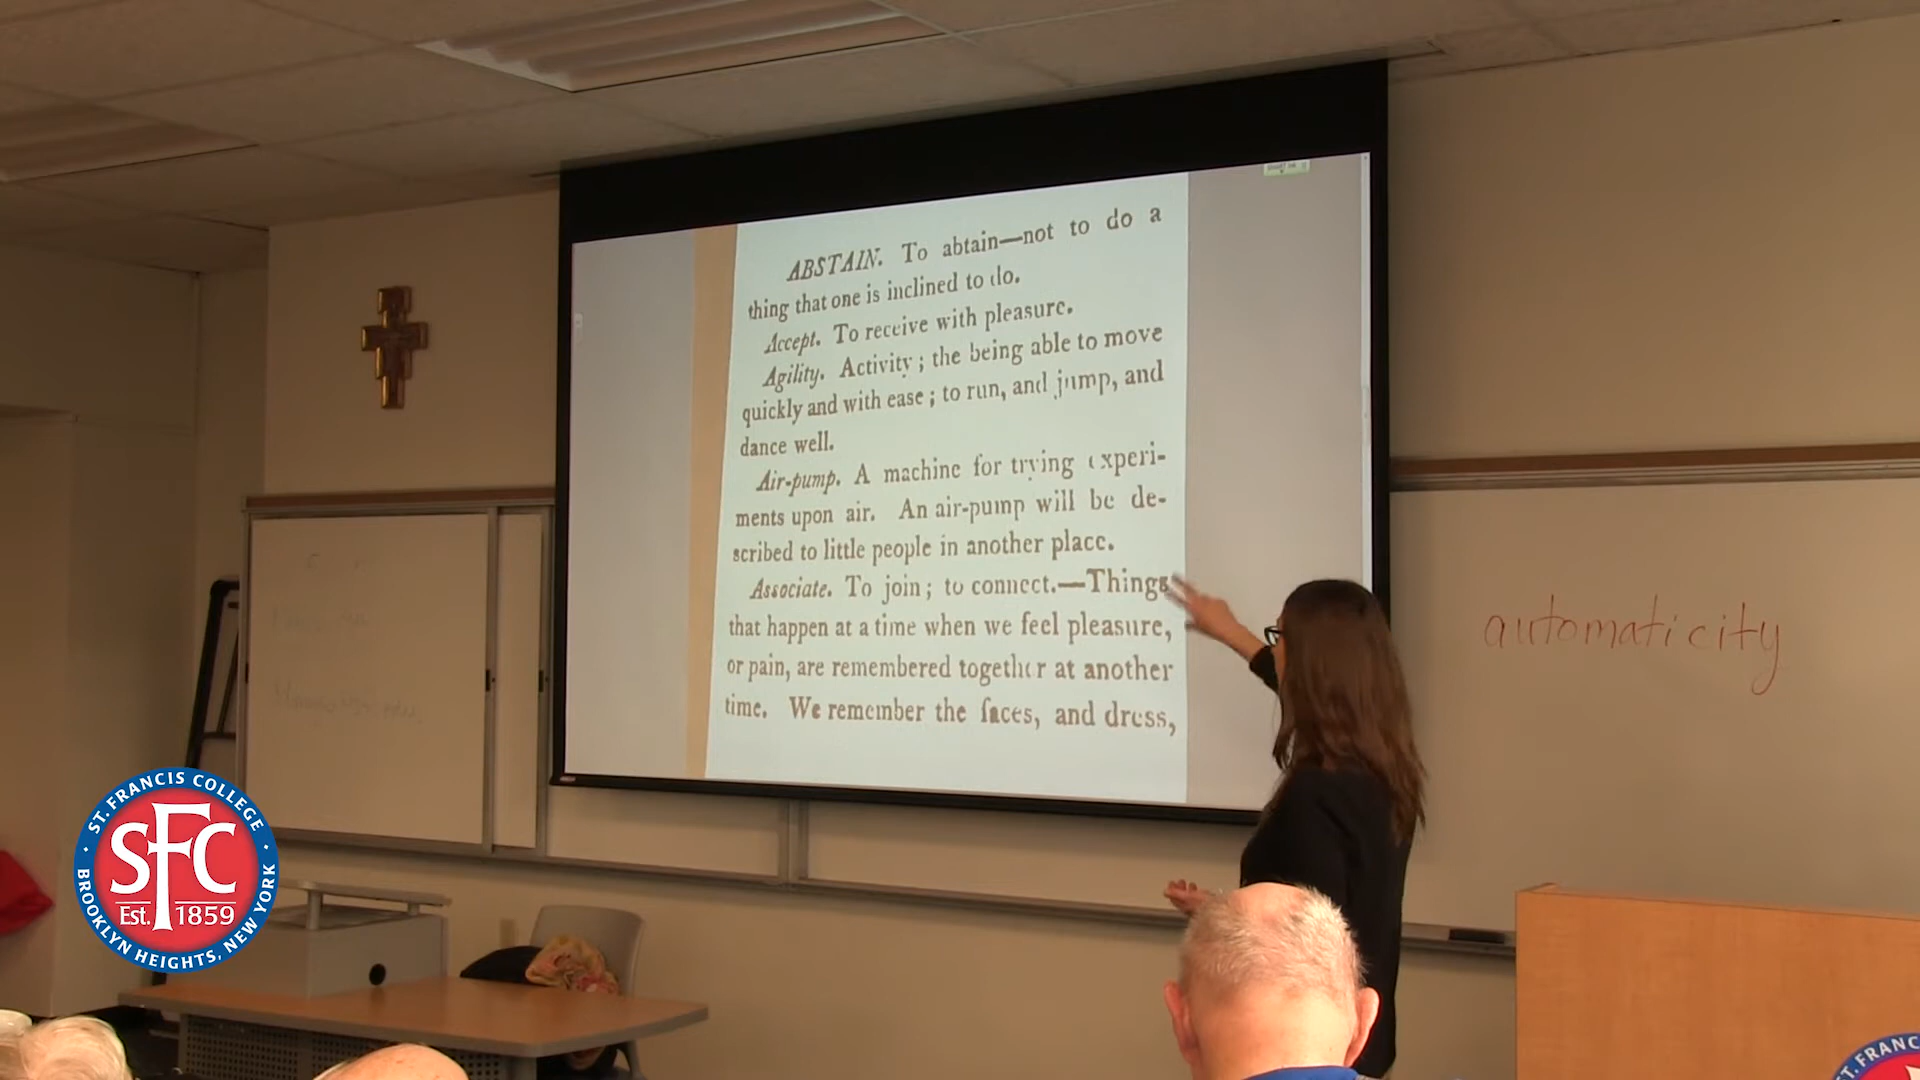 ABSTAIN. To abtain—not to do a
thing that one is inclined to do.
Accept. To receive with pleasure.
Agility. Activity; the being able to move
quickly and with ease; to run, and jump, and
dance well.
Air-pump. A machine for trying experi-
ments upon air. An air-pump will be de-
scribed to little people in another place.
Associate. To join; to connect.—Things
that happen at a time when we feel pleasure,
or pain, are remembered together at another
time. We remember the faces, and dress,
automaticity
ST. FRANCIS COLLEGE
SFC
Est. 1859
BROOKLYN HEIGHTS, NEW YORK
T. FRANC